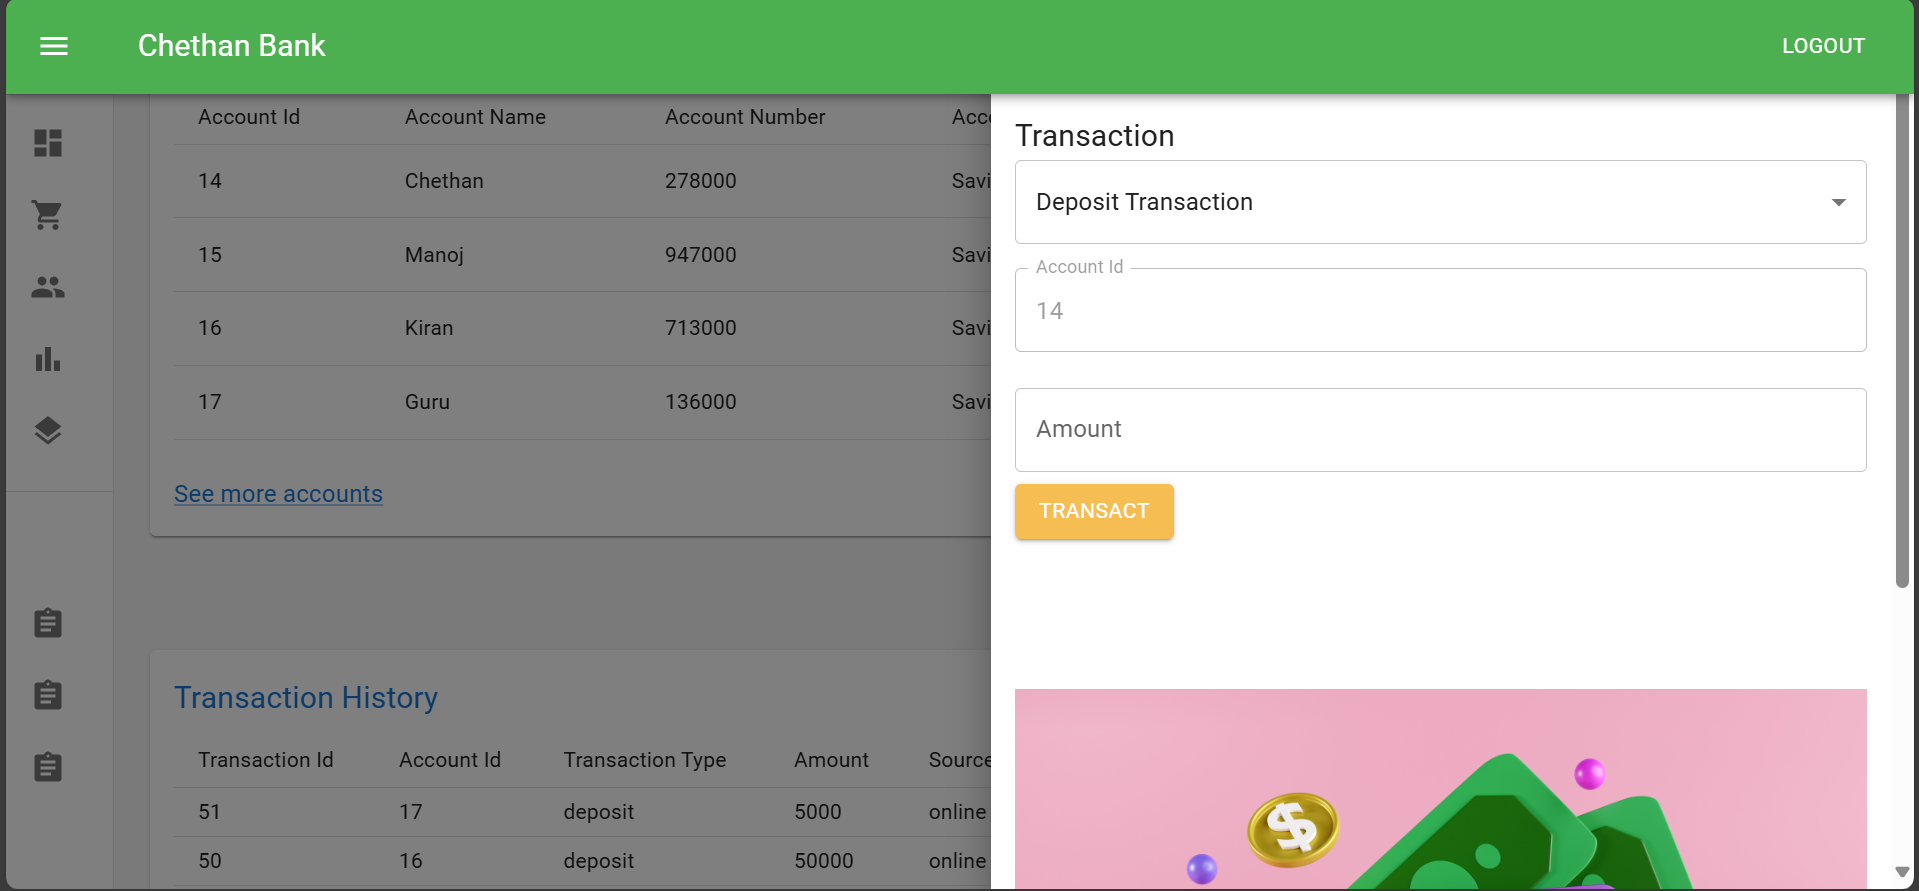 Chethan Bank
LOGOUT
Account Id Account Name Account Number Acco
14 Chethan 278000 Savi
15 Manoj 947000 Savi
16 Kiran 713000 Savi
17 Guru 136000 Savi
See more accounts
Transaction History
Transaction Id Account Id Transaction Type Amount Source
51 17 deposit 5000 online
50 16 deposit 50000 online
Transaction
Deposit Transaction
Account Id
14
Amount
TRANSACT
$